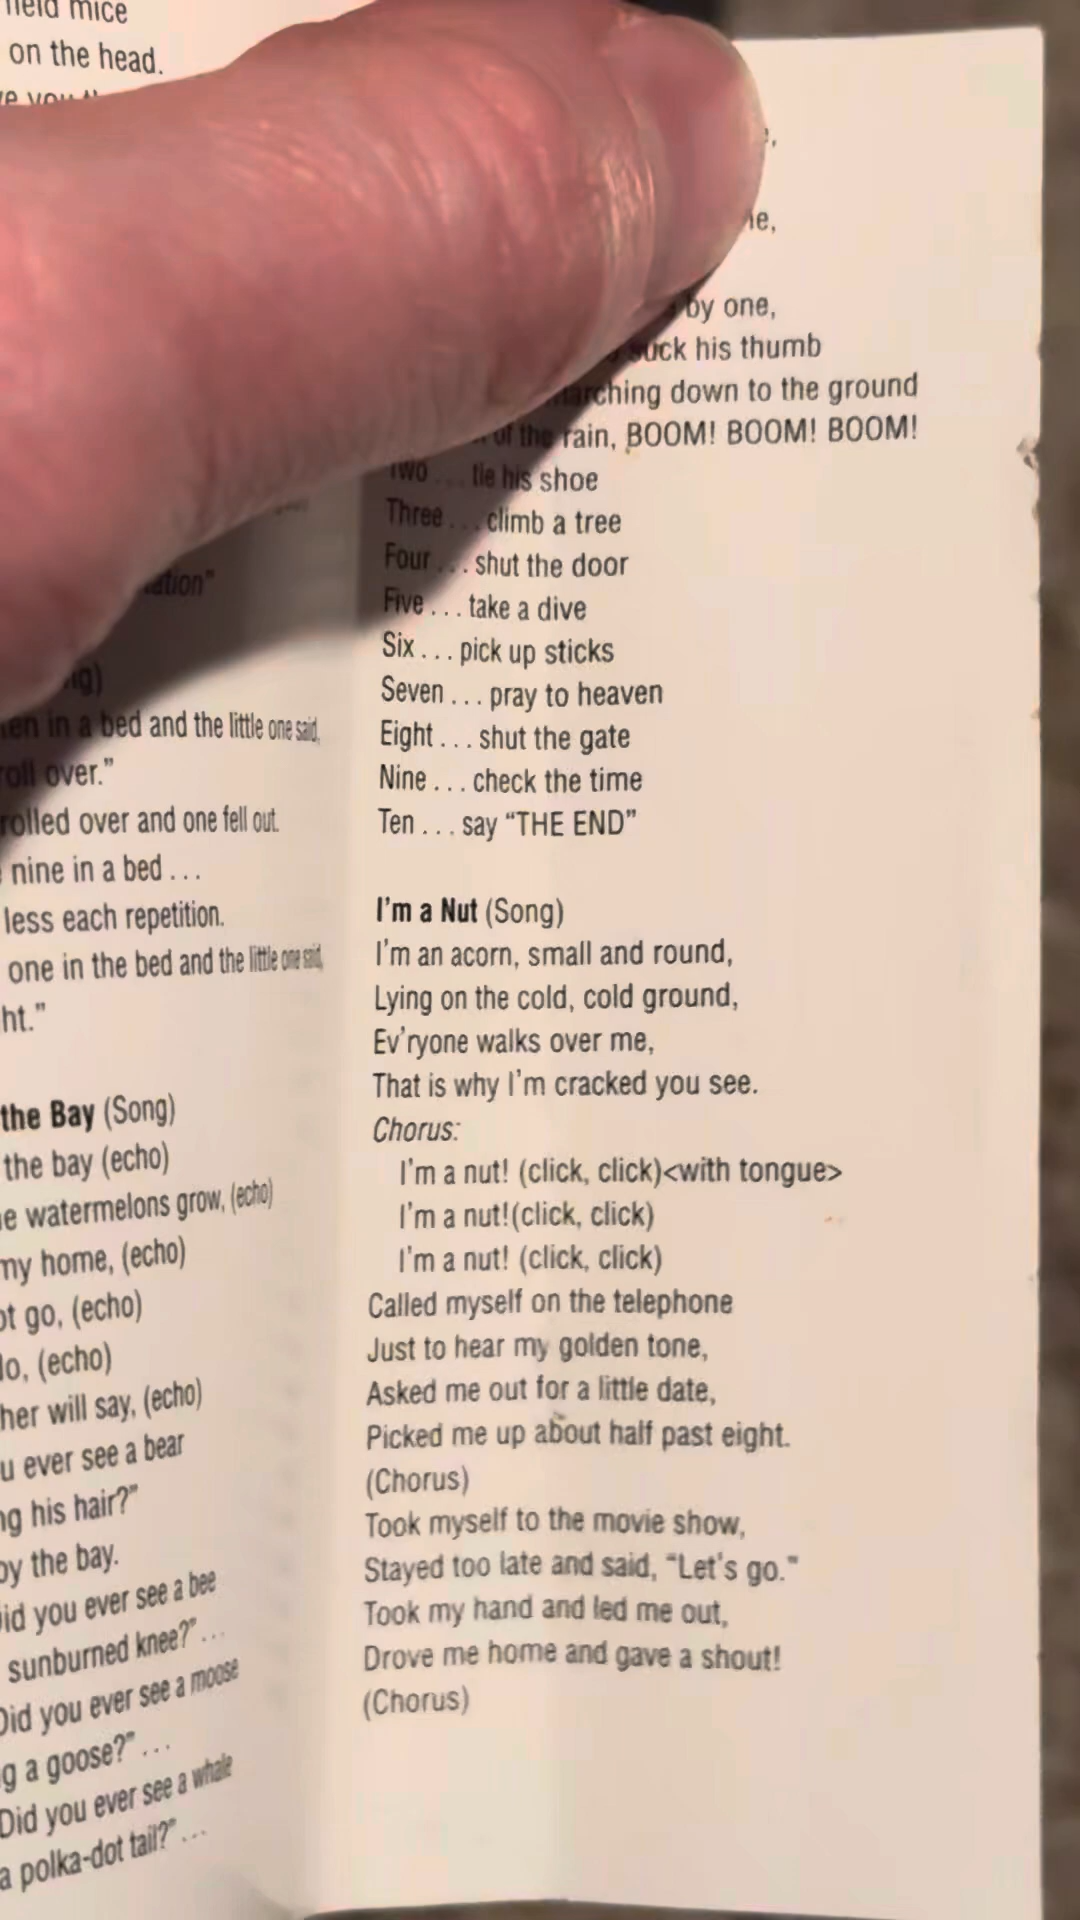 field mice
on the head.
by one,
suck his thumb
marching down to the ground
of the rain, BOOM! BOOM! BOOM!
Two . . . tie his shoe
Three . . . climb a tree
Four . . . shut the door
Five . . . take a dive
Six . . . pick up sticks
Seven . . . pray to heaven
Eight . . . shut the gate
Nine . . . check the time
Ten . . . say “THE END”
I'm a Nut (Song)
I'm an acorn, small and round,
Lying on the cold, cold ground,
Ev'ryone walks over me,
That is why I'm cracked you see.
Chorus:
I'm a nut! (click, click)<with tongue>
I'm a nut!(click, click)
I'm a nut! (click, click)
Called myself on the telephone
Just to hear my golden tone,
Asked me out for a little date,
Picked me up about half past eight.
(Chorus)
Took myself to the movie show,
Stayed too late and said, “Let's go.”
Took my hand and led me out,
Drove me home and gave a shout!
(Chorus)
in a bed and the little one said,
roll over.”
rolled over and one fell out.
nine in a bed . . .
less each repetition.
one in the bed and the little one said,
the Bay (Song)
the bay (echo)
watermelons grow, (echo)
my home, (echo)
go, (echo)
(echo)
will say, (echo)
ever see a bear
his hair?”
by the bay.
Did you ever see a bee
sunburned knee?” . . .
Did you ever see a moose
a goose?” . . .
Did you ever see a whale
a polka-dot tail?” . . .